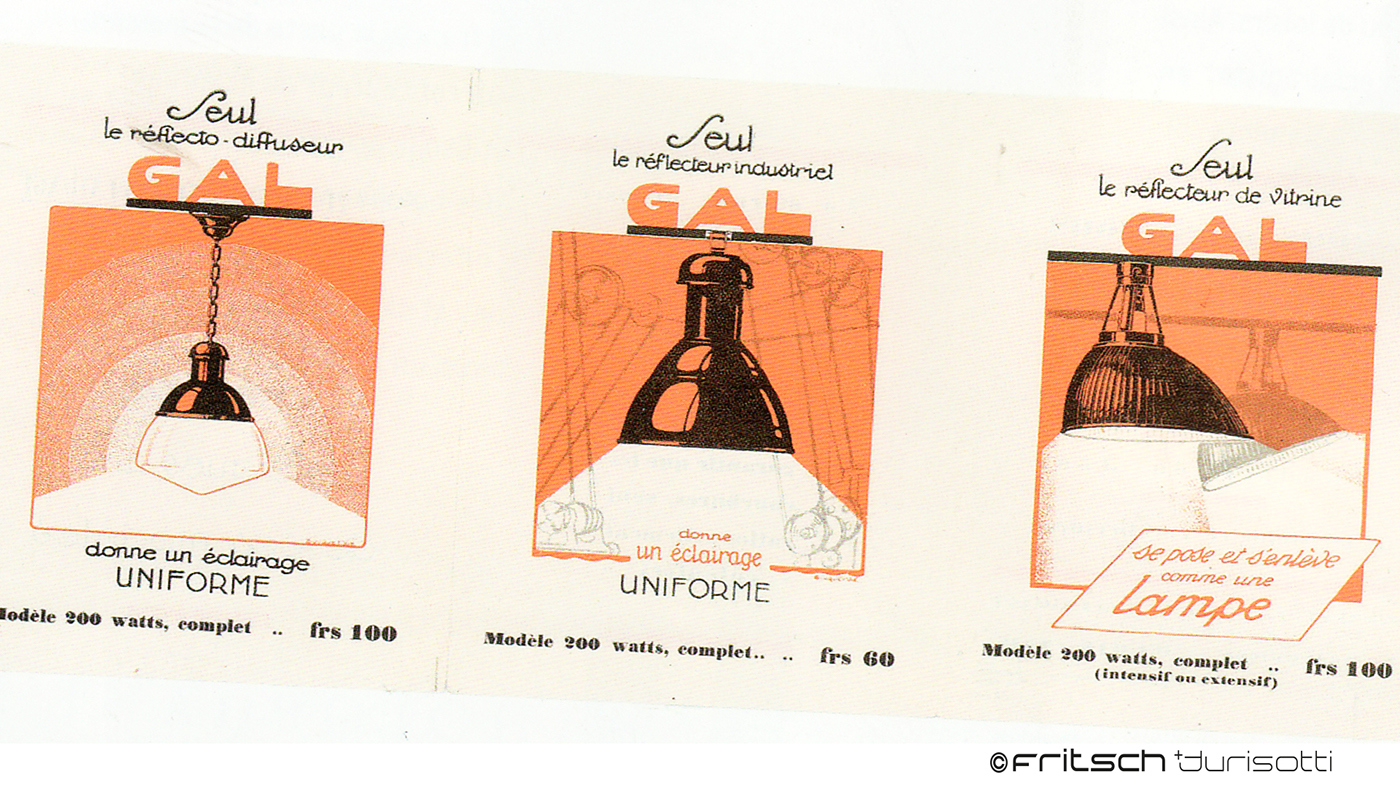 Seul
le réflecto-diffuseur
GAL
donne un éclairage
UNIFORME
Modèle 200 watts, complet .. frs 100
Seul
le réflecteur industriel
GAL
donne
un éclairage
UNIFORME
Modèle 200 watts, complet.. .. frs 60
Seul
le réflecteur de vitrine
GAL
se pose et s'enlève
comme une
lampe
Modèle 200 watts, complet .. frs 100
(intensif ou extensif)
©Fritsch +durisotti